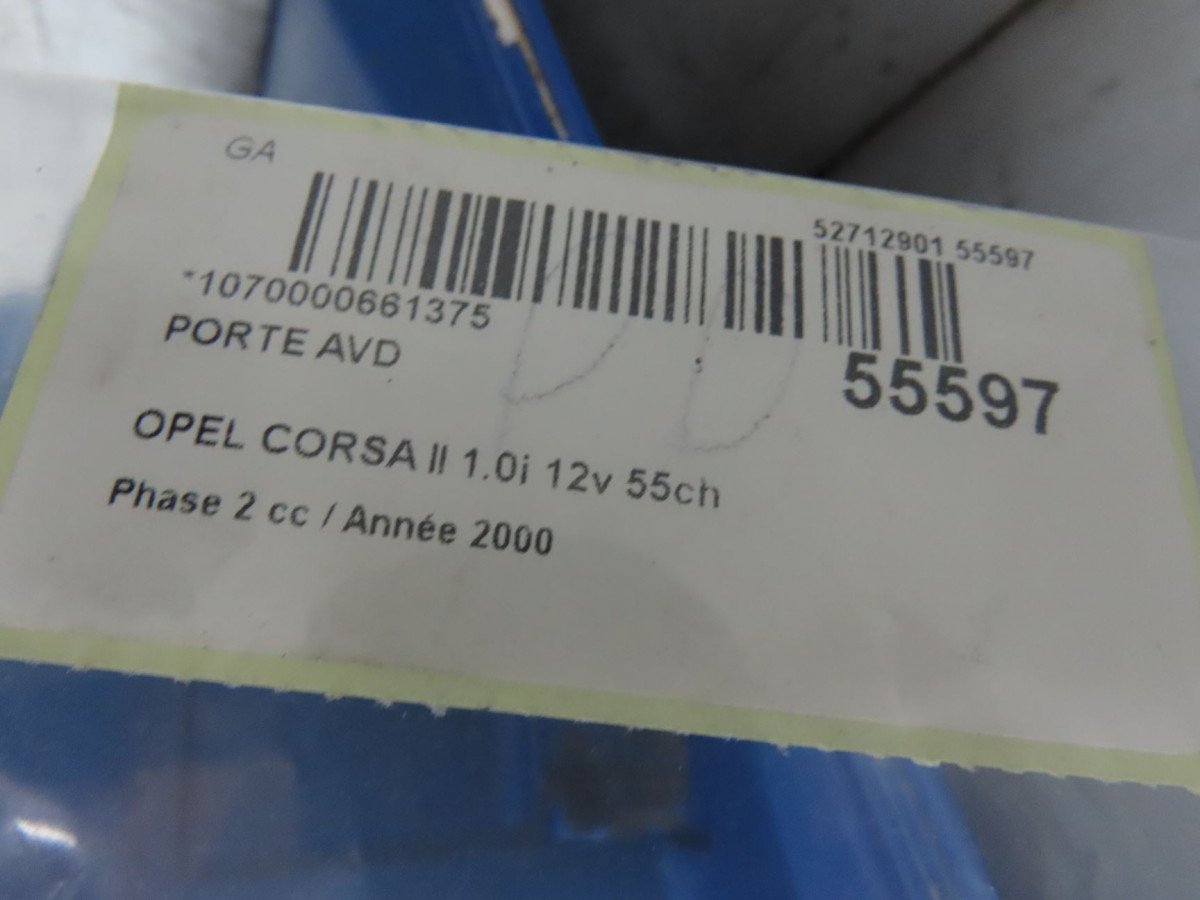 GA
52712901 55597
*1070000661375
55597
PORTE AVD
OPEL CORSA II 1.0i 12v 55ch
Phase 2 cc / Année 2000